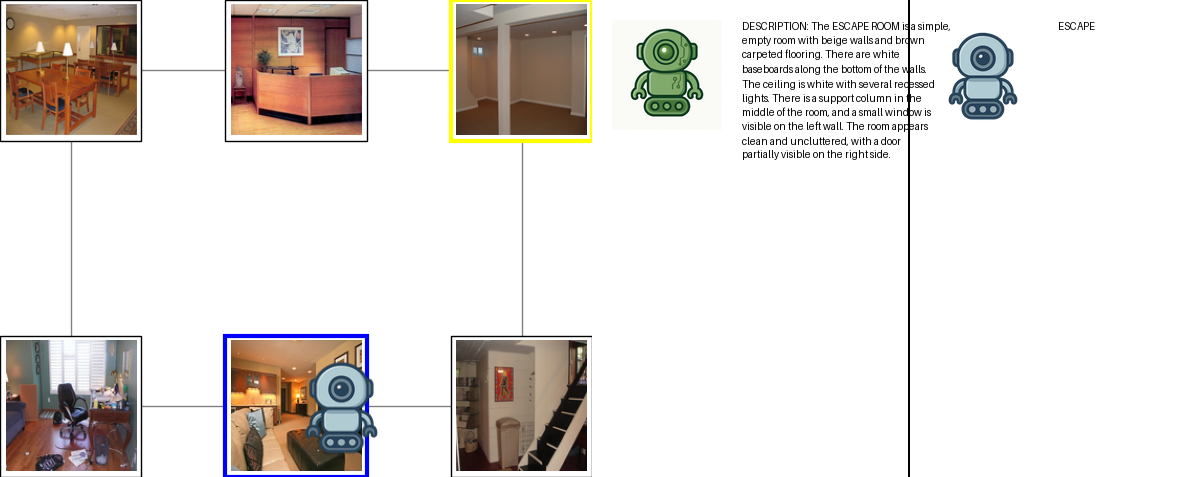 DESCRIPTION: The ESCAPE ROOM is a simple,
empty room with beige walls and brown
carpeted flooring. There are white
baseboards along the bottom of the walls.
The ceiling is white with several recessed
lights. There is a support column in the
middle of the room, and a small window is
visible on the left wall. The room appears
clean and uncluttered, with a door
partially visible on the right side.
ESCAPE